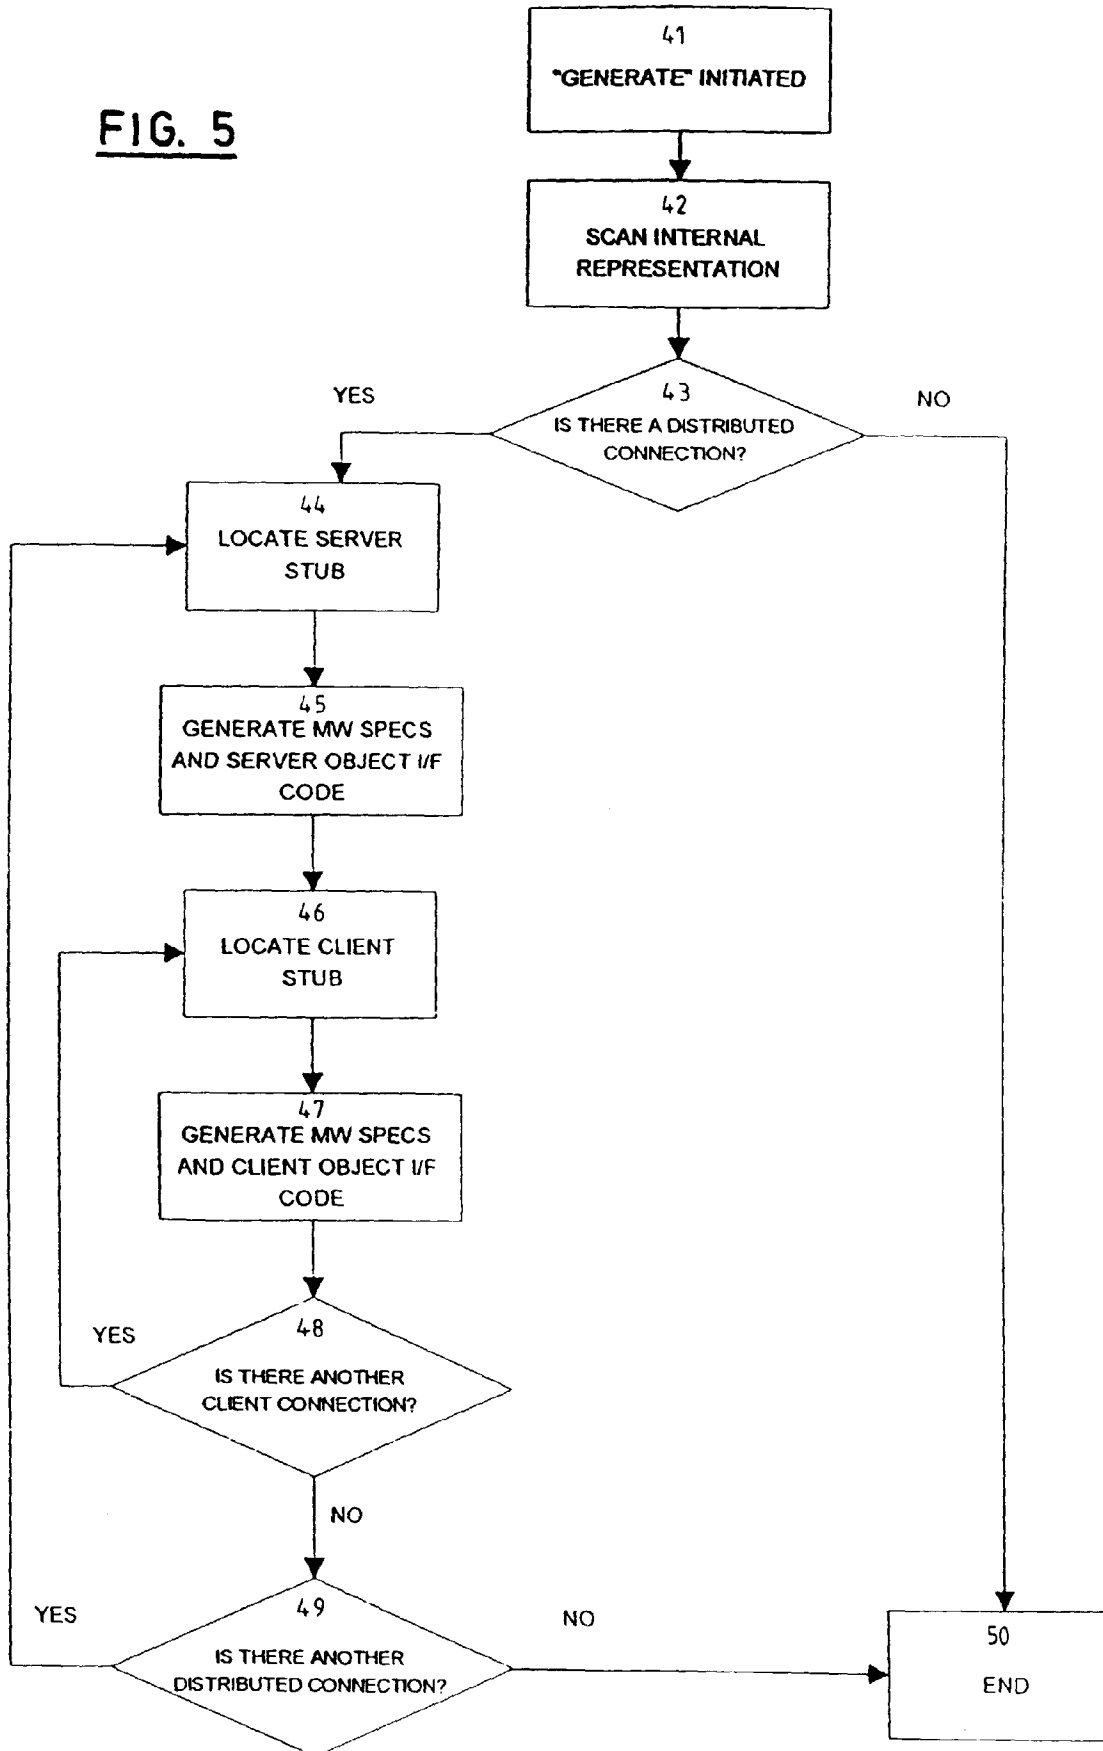 FIG. 5
41
"GENERATE" INITIATED
42
SCAN INTERNAL
REPRESENTATION
43
IS THERE A DISTRIBUTED
CONNECTION?
YES
NO
44
LOCATE SERVER
STUB
45
GENERATE MW SPECS
AND SERVER OBJECT I/F
CODE
46
LOCATE CLIENT
STUB
47
GENERATE MW SPECS
AND CLIENT OBJECT I/F
CODE
48
IS THERE ANOTHER
CLIENT CONNECTION?
YES
NO
49
IS THERE ANOTHER
DISTRIBUTED CONNECTION?
YES
NO
50
END